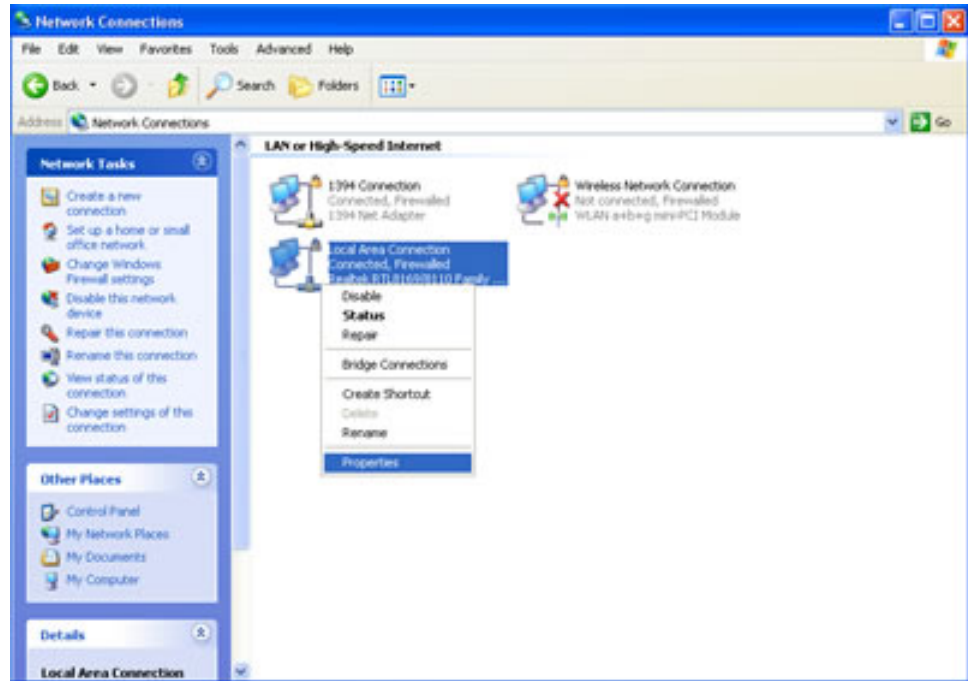 Network Connections
File Edit View Favorites Tools Advanced Help
Back Search Folders
Address Network Connections Go
Network Tasks
Create a new
connection
Set up a home or small
office network
Change Windows
Firewall settings
Disable this network
device
Repair this connection
Rename this connection
View status of this
connection
Change settings of this
connection
Other Places
Control Panel
My Network Places
My Documents
My Computer
Details
Local Area Connection
LAN or High-Speed Internet
1394 Connection
Connected, Firewalled
1394 Net Adapter
Wireless Network Connection
Not connected, Firewalled
WLAN a+b+g mini-PCI Module
Local Area Connection
Connected, Firewalled
Realtek RTL8169/8110 Family ...
Disable
Status
Repair
Bridge Connections
Create Shortcut
Delete
Rename
Properties